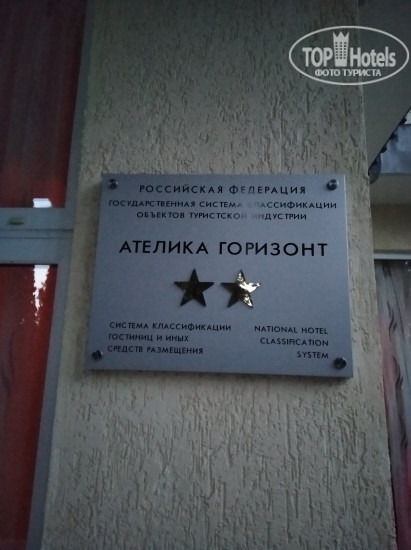 TOP Hotels
ФОТО ТУРИСТА
РОССИЙСКАЯ ФЕДЕРАЦИЯ
ГОСУДАРСТВЕННАЯ СИСТЕМА КЛАССИФИКАЦИИ
ОБЪЕКТОВ ТУРИСТСКОЙ ИНДУСТРИИ
АТЕЛИКА ГОРИЗОНТ
СИСТЕМА КЛАССИФИКАЦИИ
ГОСТИНИЦ И ИНЫХ
СРЕДСТВ РАЗМЕЩЕНИЯ
NATIONAL HOTEL
CLASSIFICATION
SYSTEM